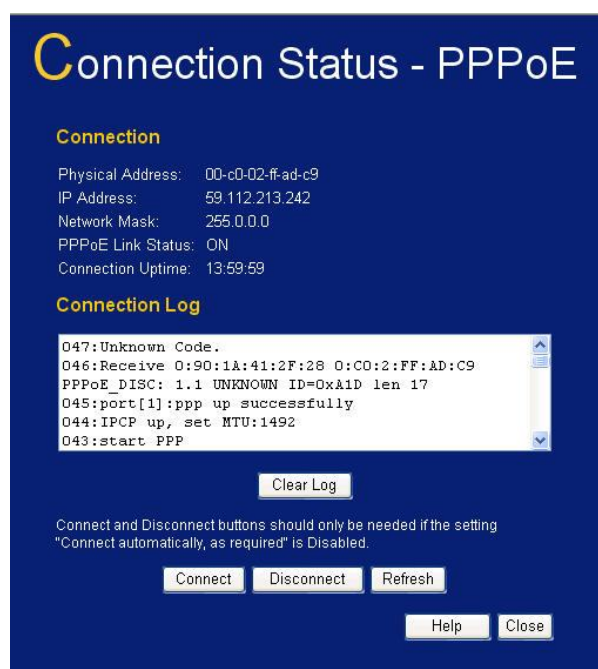 Connection Status - PPPoE
Connection
Physical Address: 00-c0-02-ff-ad-c9
IP Address: 59.112.213.242
Network Mask: 255.0.0.0
PPPoE Link Status: ON
Connection Uptime: 13:59:59
Connection Log
047:Unknown Code.
046:Receive 0:90:1A:41:2F:28 0:C0:2:FF:AD:C9
PPPoE_DISC: 1.1 UNKNOWN ID=0xA1D len 17
045:port[1]:ppp up successfully
044:IPCP up, set MTU:1492
043:start PPP
Clear Log
Connect and Disconnect buttons should only be needed if the setting
"Connect automatically, as required" is Disabled.
Connect Disconnect Refresh
Help Close